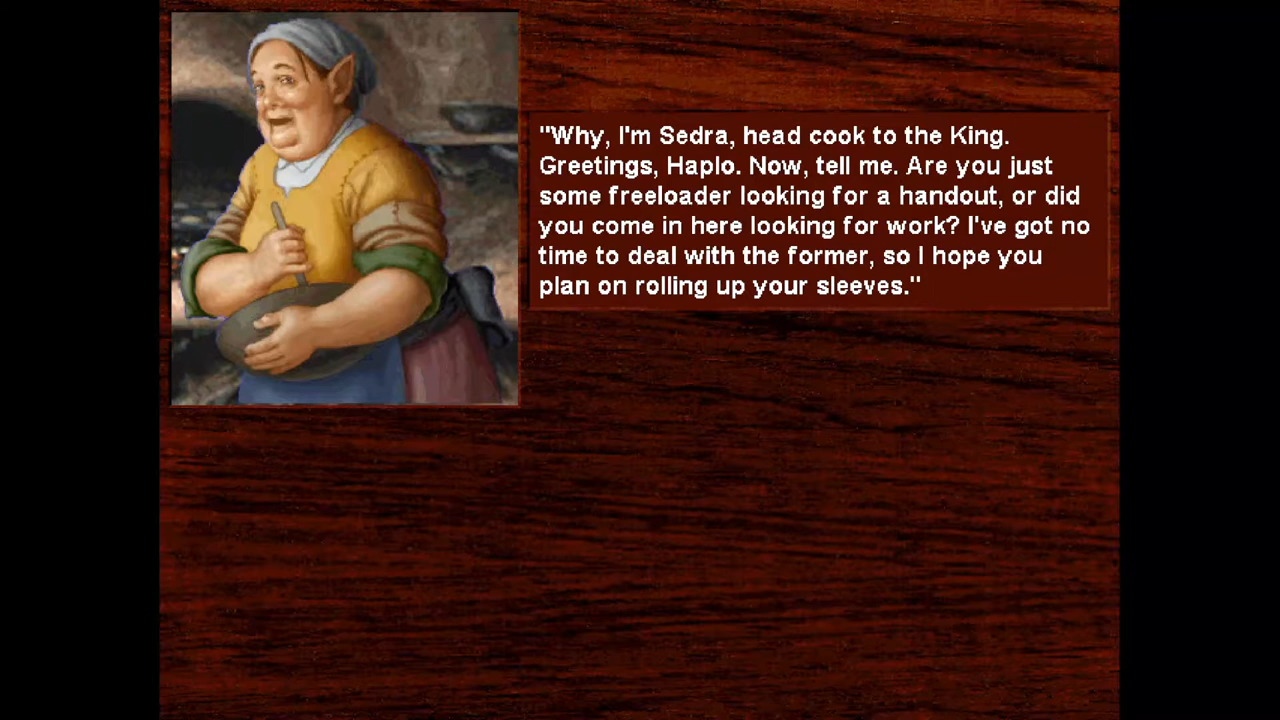 "Why, I'm Sedra, head cook to the King.
Greetings, Haplo. Now, tell me. Are you just
some freeloader looking for a handout, or did
you come in here looking for work? I've got no
time to deal with the former, so I hope you
plan on rolling up your sleeves."